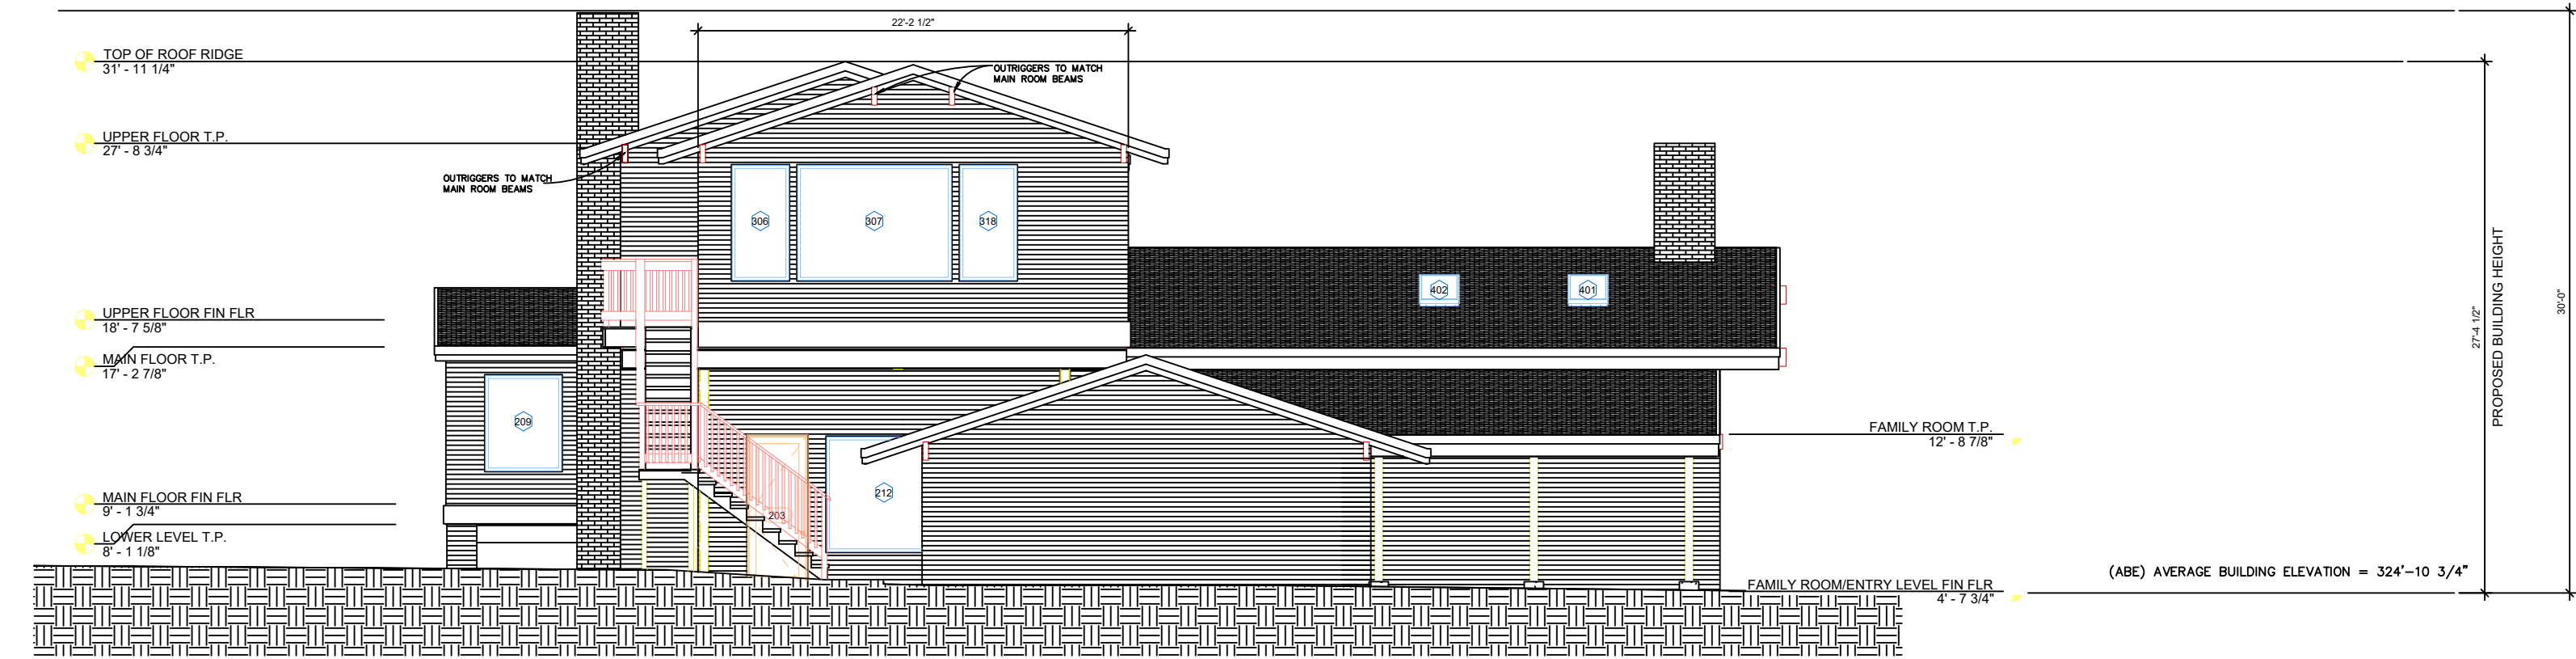 22'-2 1/2"
TOP OF ROOF RIDGE
31' - 11 1/4"
OUTRIGGERS TO MATCH
MAIN ROOM BEAMS
UPPER FLOOR T.P.
27' - 8 3/4"
OUTRIGGERS TO MATCH
MAIN ROOM BEAMS
306
307
318
402
401
UPPER FLOOR FIN FLR
18' - 7 5/8"
MAIN FLOOR T.P.
17' - 2 7/8"
27'-4 1/2"
PROPOSED BUILDING HEIGHT
30'-0"
209
FAMILY ROOM T.P.
12' - 8 7/8"
MAIN FLOOR FIN FLR
9' - 1 3/4"
212
203
LOWER LEVEL T.P.
8' - 1 1/8"
FAMILY ROOM/ENTRY LEVEL FIN FLR
4' - 7 3/4"
(ABE) AVERAGE BUILDING ELEVATION = 324'-10 3/4"